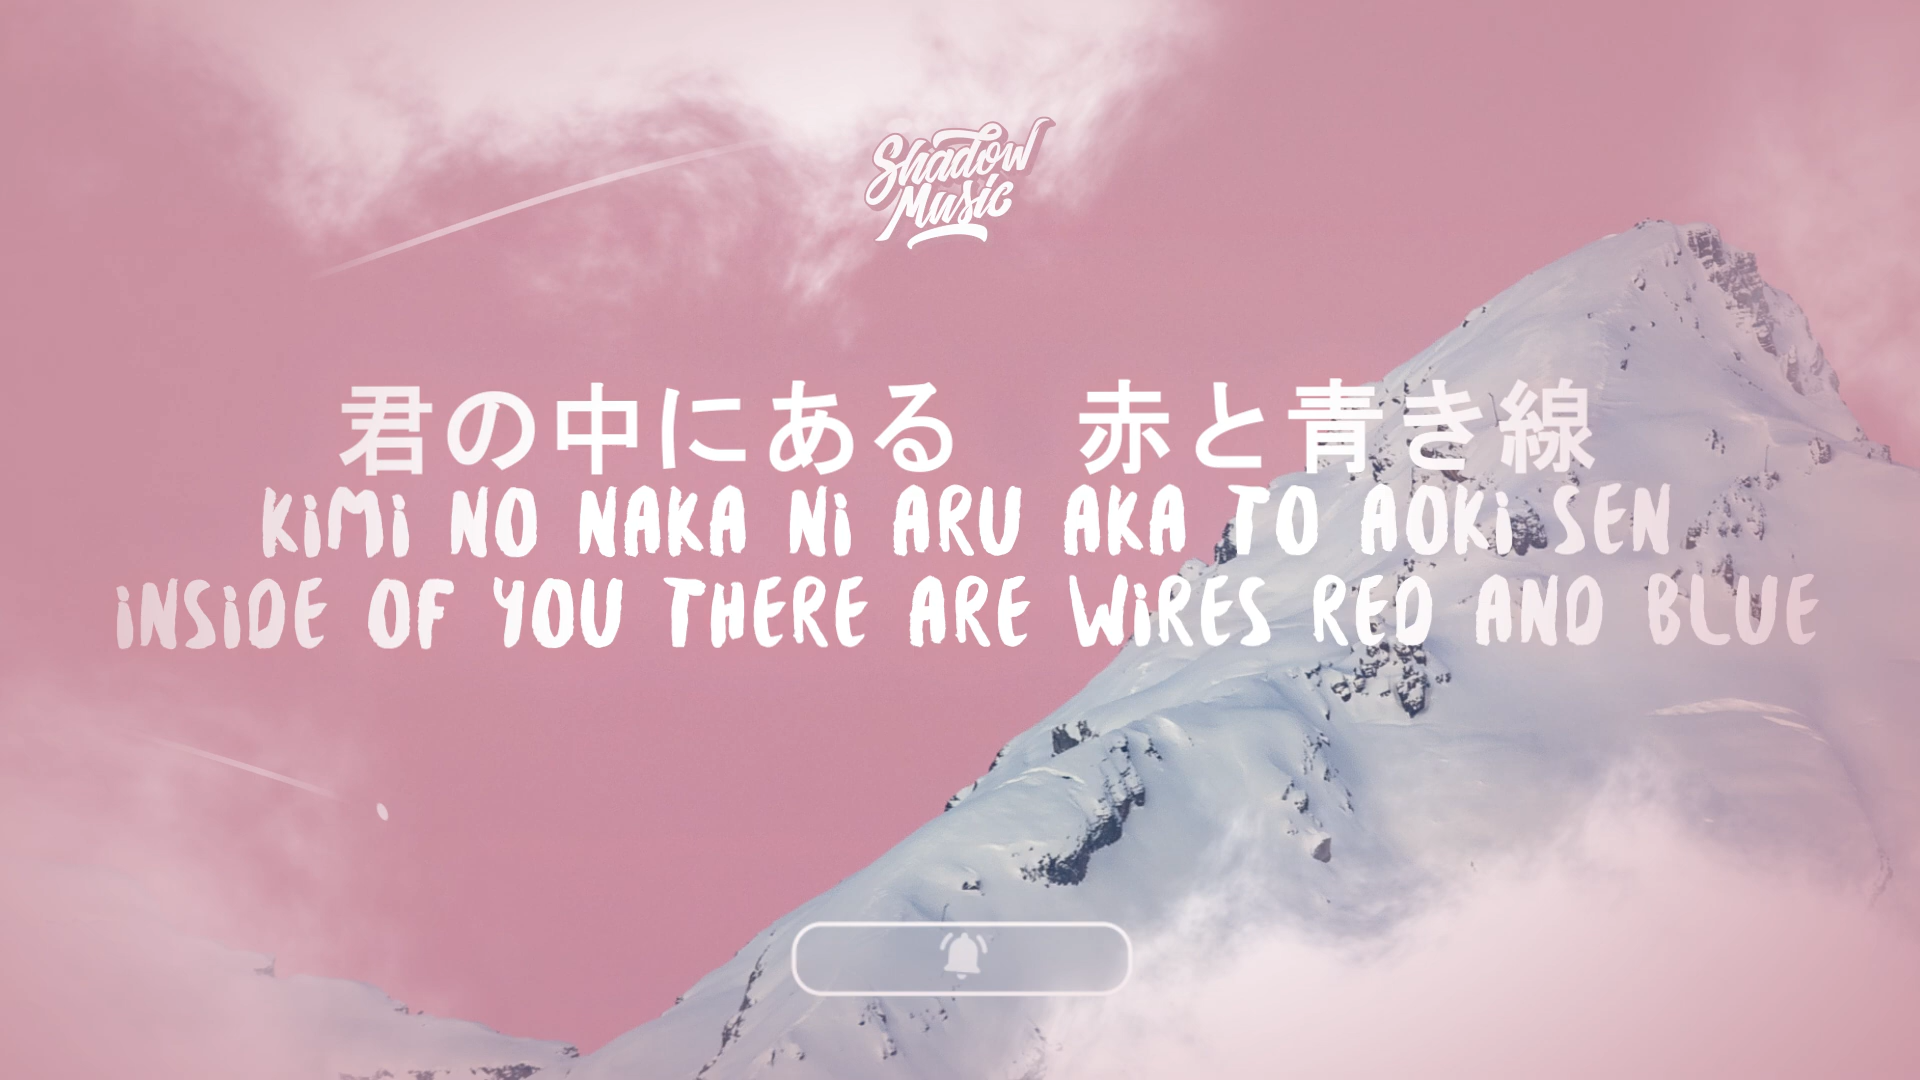 Shadow
Music
君の中にある　赤と青き線
KiMi NO NAKA Ni ARU AKA TO AOKi SEN
iNSiDE OF YOU THERE ARE WiRES RED AND BLUE